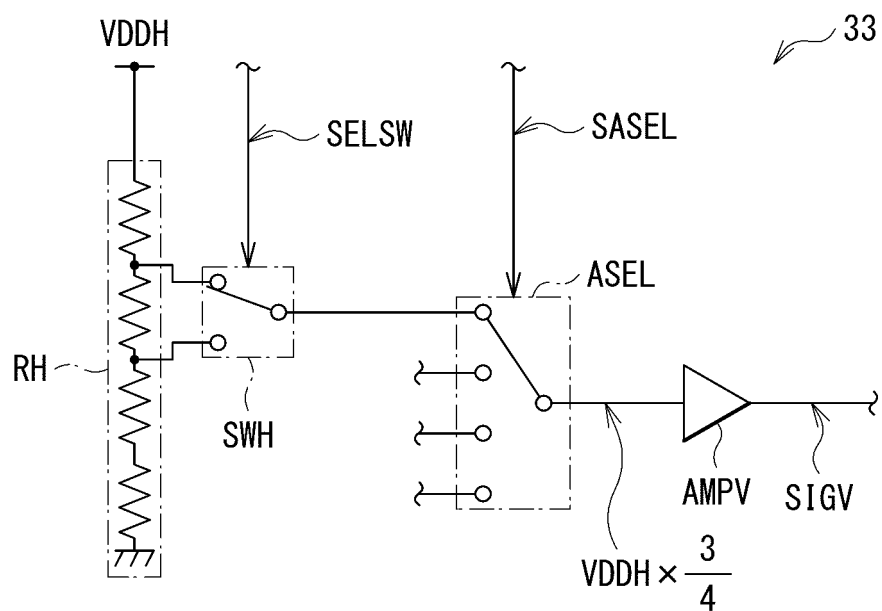 33
VDDH
SELSW
SASEL
ASEL
RH
SWH
AMPV
SIGV
VDDH × 3/4